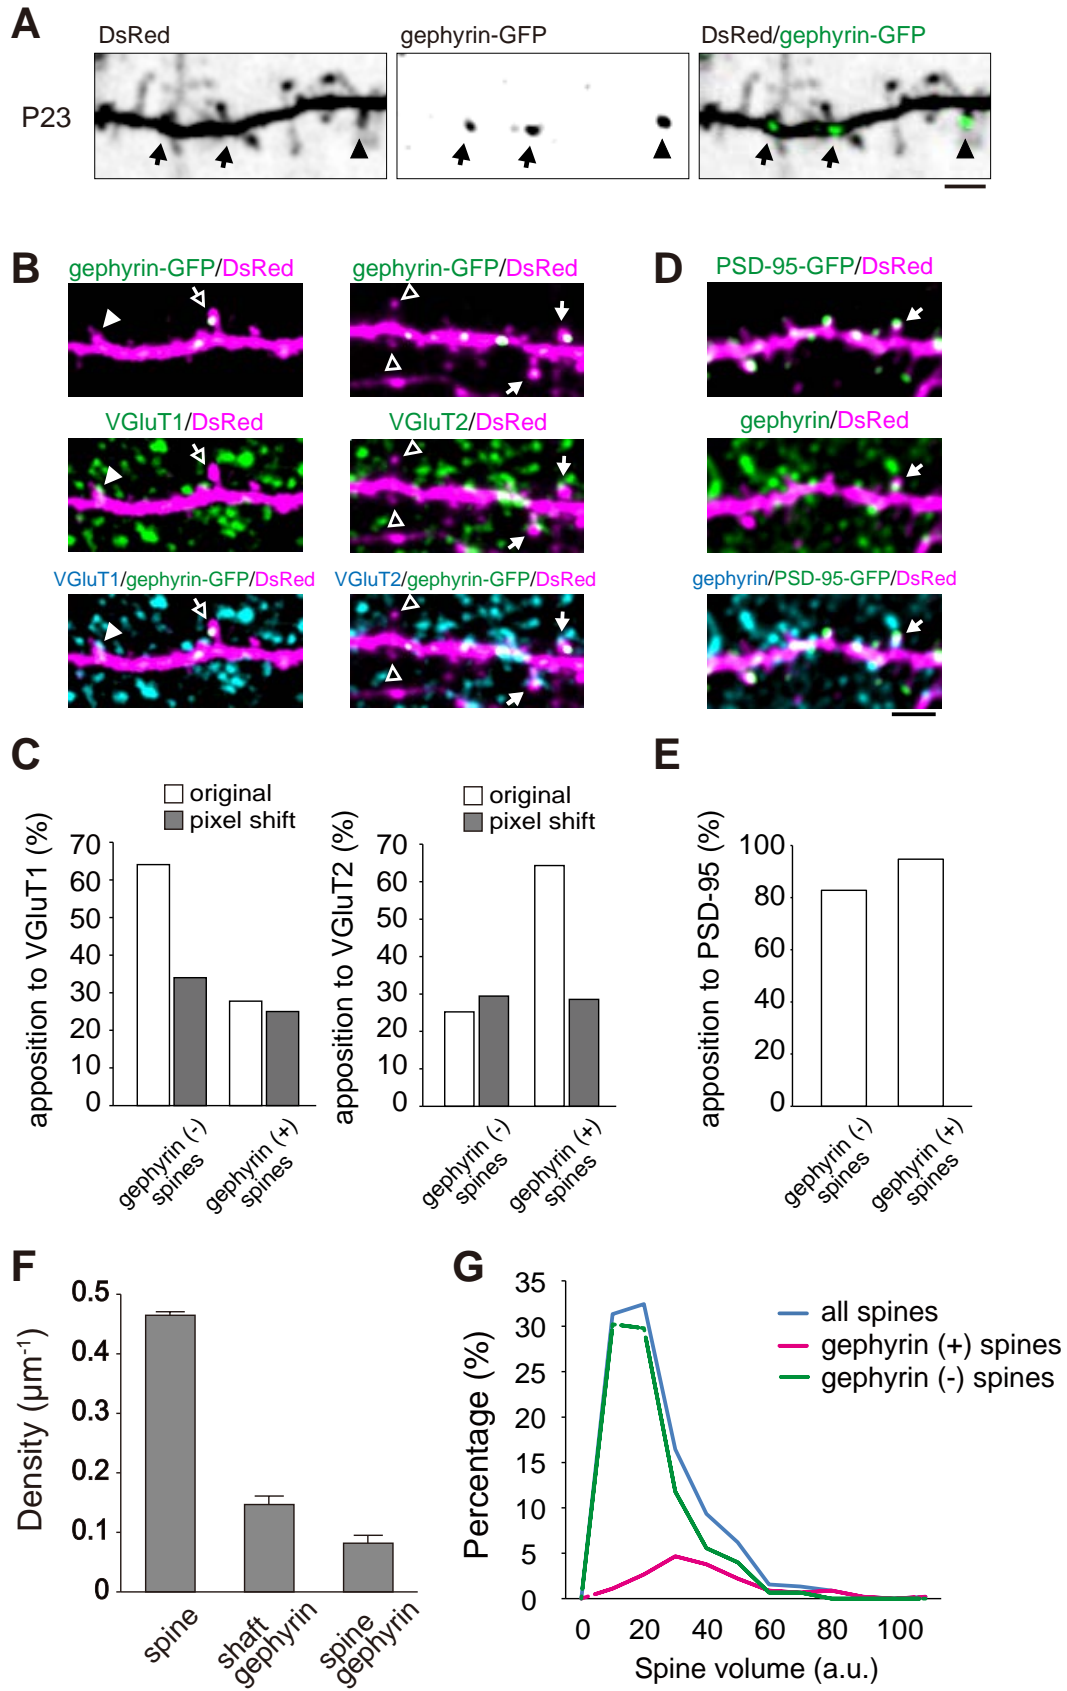 A
DsRed
gephyrin-GFP
DsRed/gephyrin-GFP
P23
B
gephyrin-GFP/DsRed
gephyrin-GFP/DsRed
VGluT1/DsRed
VGluT2/DsRed
VGluT1/gephyrin-GFP/DsRed
VGluT2/gephyrin-GFP/DsRed
D
PSD-95-GFP/DsRed
gephyrin/DsRed
gephyrin/PSD-95-GFP/DsRed
C
original
pixel shift
apposition to VGluT1 (%)
70
60
50
40
30
20
10
0
gephyrin (-)
spines
gephyrin (+)
spines
original
pixel shift
apposition to VGluT2 (%)
70
60
50
40
30
20
10
0
gephyrin (-)
spines
gephyrin (+)
spines
E
apposition to PSD-95 (%)
100
80
60
40
20
0
gephyrin (-)
spines
gephyrin (+)
spines
F
Density (µm-1)
0.5
0.4
0.3
0.2
0.1
0
spine
shaft
gephyrin
spine
gephyrin
G
Percentage (%)
35
30
25
20
15
10
5
0
all spines
gephyrin (+) spines
gephyrin (-) spines
0 20 40 60 80 100
Spine volume (a.u.)